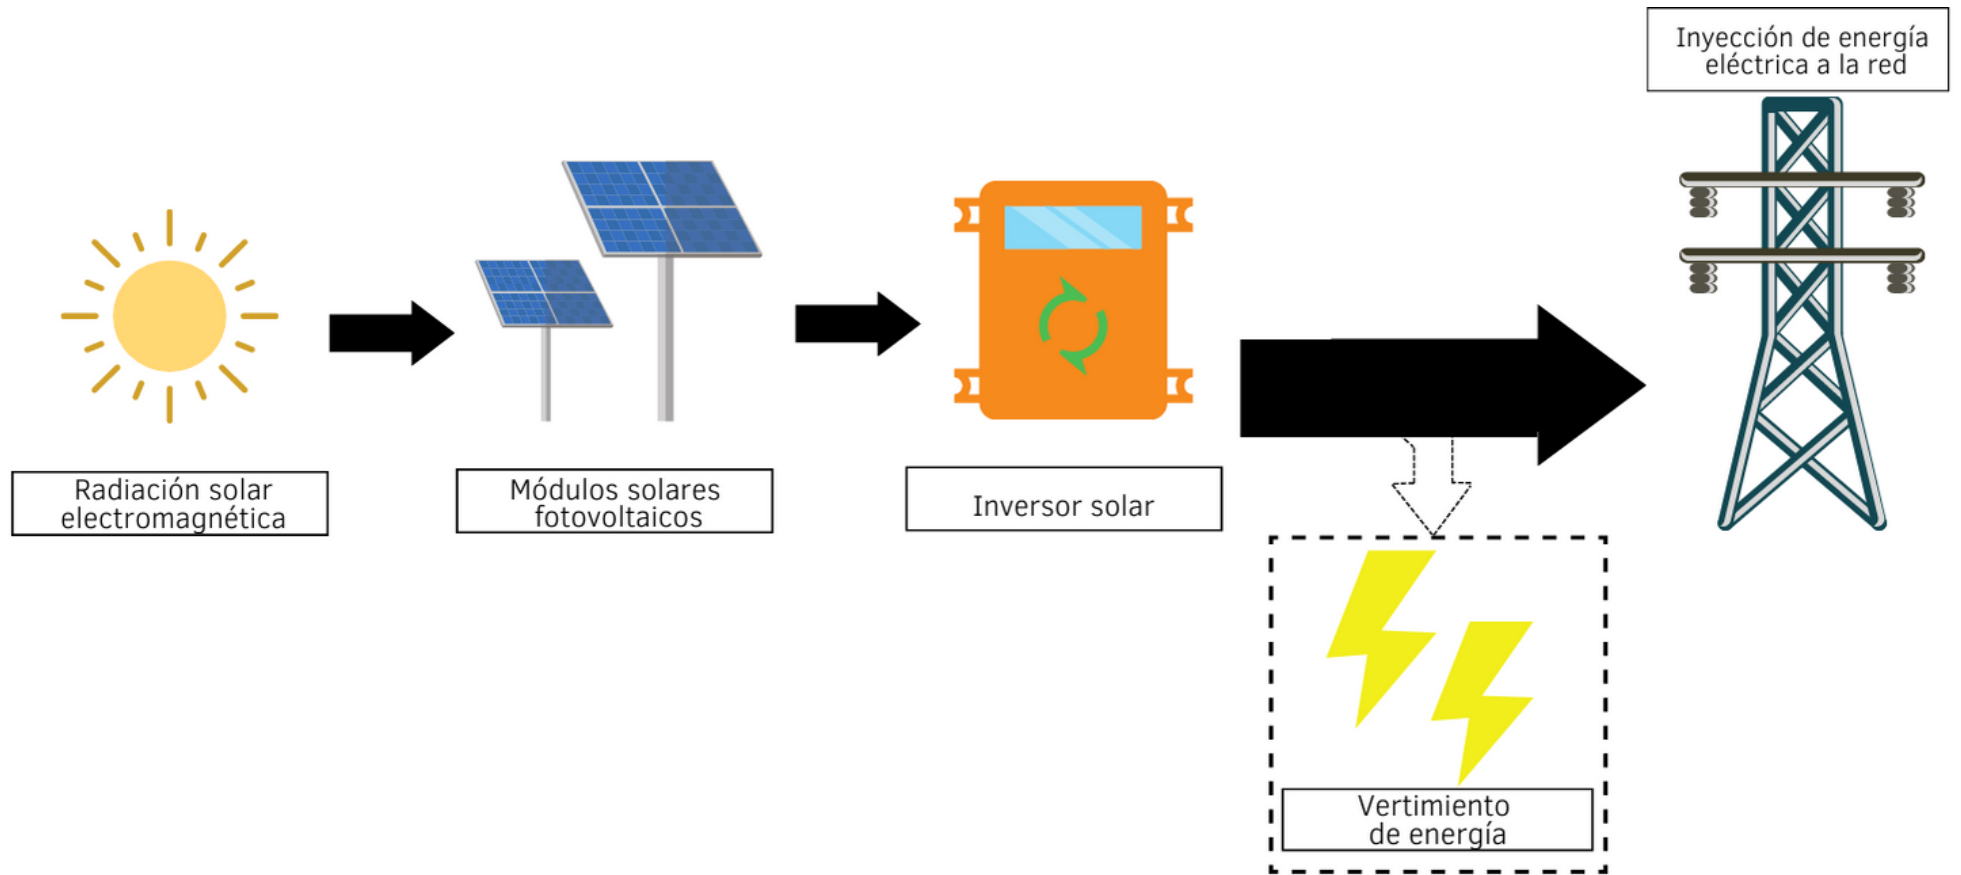 Inyección de energía
eléctrica a la red
Radiación solar
electromagnética
Módulos solares
fotovoltaicos
Inversor solar
Vertimiento
de energía